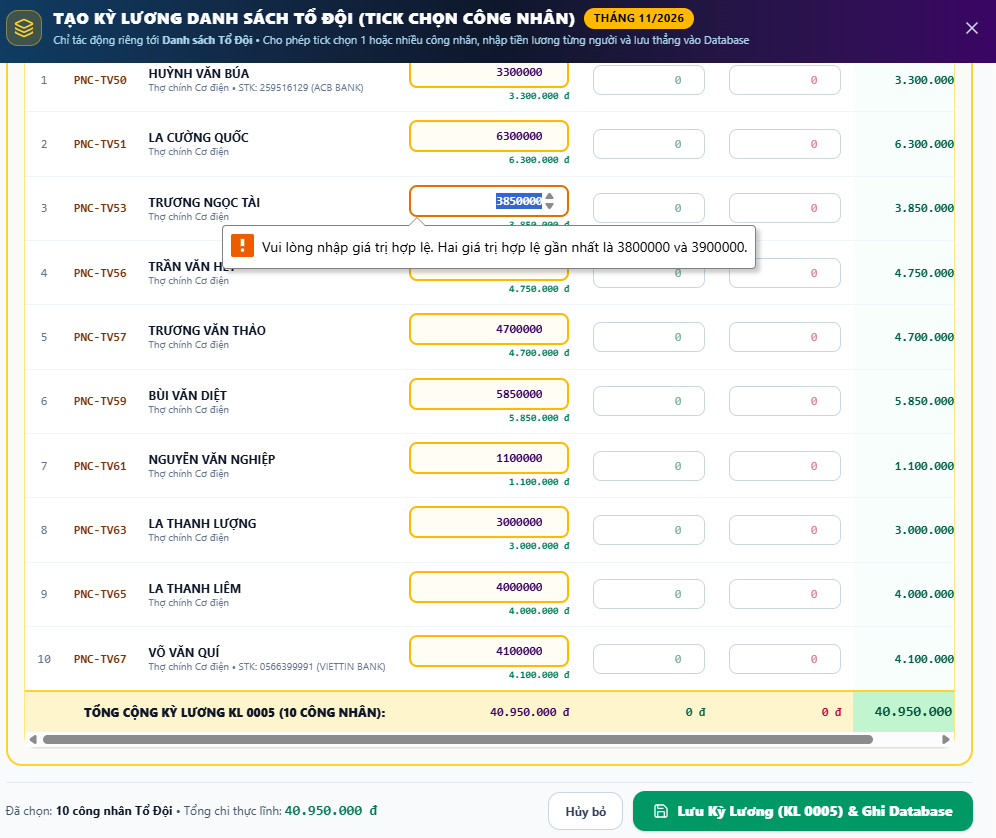 TẠO KỲ LƯƠNG DANH SÁCH TỔ ĐỘI (TICK CHỌN CÔNG NHÂN) THÁNG 11/2026
Chỉ tác động riêng tới Danh sách Tổ Đội • Cho phép tick chọn 1 hoặc nhiều công nhân, nhập tiền lương từng người và lưu thẳng vào Database
1 PNC-TV50 HUỲNH VĂN BÚA 3300000 0 0 3.300.000
Thợ chính Cơ điện • STK: 259516129 (ACB BANK) 3.300.000 đ
2 PNC-TV51 LA CƯỜNG QUỐC 6300000 0 0 6.300.000
Thợ chính Cơ điện 6.300.000 đ
3 PNC-TV53 TRƯƠNG NGỌC TÀI 3850000 0 0 3.850.000
Thợ chính Cơ điện 3.850.000 đ
Vui lòng nhập giá trị hợp lệ. Hai giá trị hợp lệ gần nhất là 3800000 và 3900000.
4 PNC-TV56 TRẦN VĂN 0 0 4.750.000
Thợ chính Cơ điện 4.750.000 đ
5 PNC-TV57 TRƯƠNG VĂN THẢO 4700000 0 0 4.700.000
Thợ chính Cơ điện 4.700.000 đ
6 PNC-TV59 BÙI VĂN DIỆT 5850000 0 0 5.850.000
Thợ chính Cơ điện 5.850.000 đ
7 PNC-TV61 NGUYỄN VĂN NGHIỆP 1100000 0 0 1.100.000
Thợ chính Cơ điện 1.100.000 đ
8 PNC-TV63 LA THANH LƯỢNG 3000000 0 0 3.000.000
Thợ chính Cơ điện 3.000.000 đ
9 PNC-TV65 LA THANH LIÊM 4000000 0 0 4.000.000
Thợ chính Cơ điện 4.000.000 đ
10 PNC-TV67 VÕ VĂN QUÍ 4100000 0 0 4.100.000
Thợ chính Cơ điện • STK: 0566399991 (VIETTIN BANK) 4.100.000 đ
TỔNG CỘNG KỲ LƯƠNG KL 0005 (10 CÔNG NHÂN): 40.950.000 đ 0 đ 0 đ 40.950.000
Đã chọn: 10 công nhân Tổ Đội • Tổng chi thực lĩnh: 40.950.000 đ
Hủy bỏ
Lưu Kỳ Lương (KL 0005) & Ghi Database